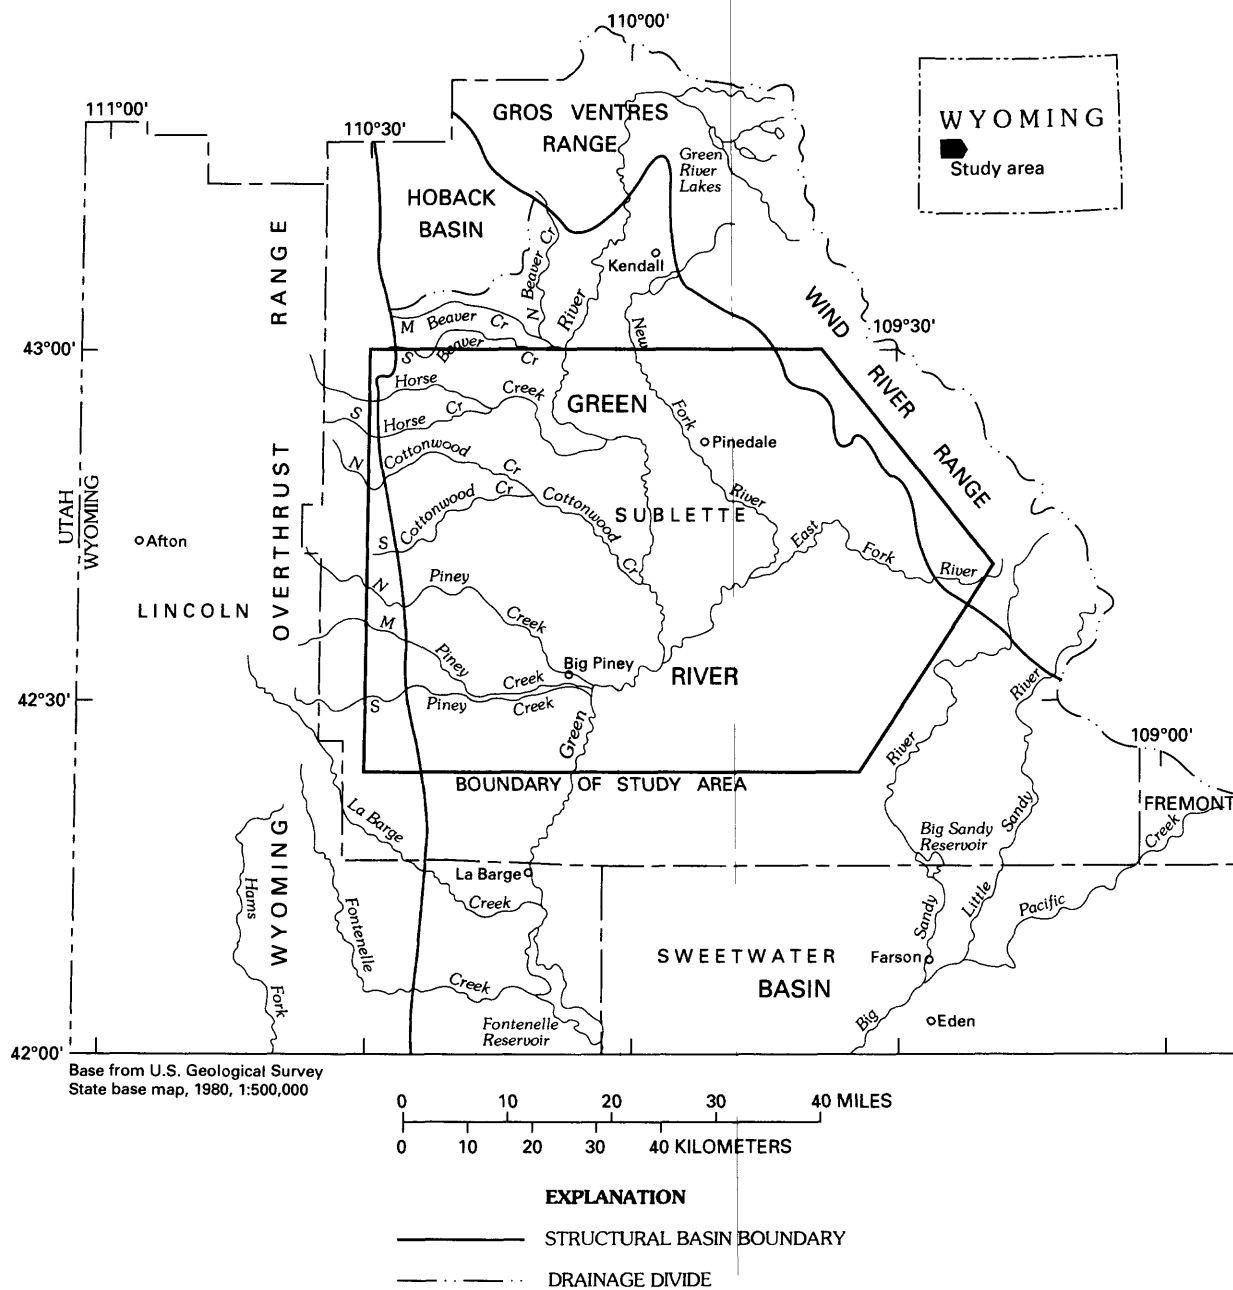 110°00'
111°00'
110°30'
GROS VENTRES
RANGE
WYOMING
Study area
Green
River
Lakes
HOBACK
BASIN
RANGE
N Beaver Cr
Kendall
River
WIND
RIVER
RANGE
109°30'
M Beaver Cr
New
43°00'
S Beaver Cr
Horse Creek
GREEN
Fork
S Horse Cr
Pinedale
N Cottonwood Cr
River
OVERTHRUST
S Cottonwood Cr
Cottonwood
Cr
SUBLETTE
UTAH
WYOMING
Afton
East
Fork
River
N Piney
Creek
LINCOLN
M Piney
Creek
Big Piney
RIVER
42°30'
S Piney Creek
Green
River
River
109°00'
BOUNDARY OF STUDY AREA
FREMONT
Creek
La Barge
Sandy
Big Sandy
Reservoir
WYOMING
La Barge
Hams
Creek
Little
Pacific
Fontenelle
Sandy
SWEETWATER
Farson
BASIN
Creek
Fork
Fontenelle
Reservoir
Big
Eden
42°00'
Base from U.S. Geological Survey
State base map, 1980, 1:500,000
0 10 20 30 40 MILES
0 10 20 30 40 KILOMETERS
EXPLANATION
STRUCTURAL BASIN BOUNDARY
DRAINAGE DIVIDE